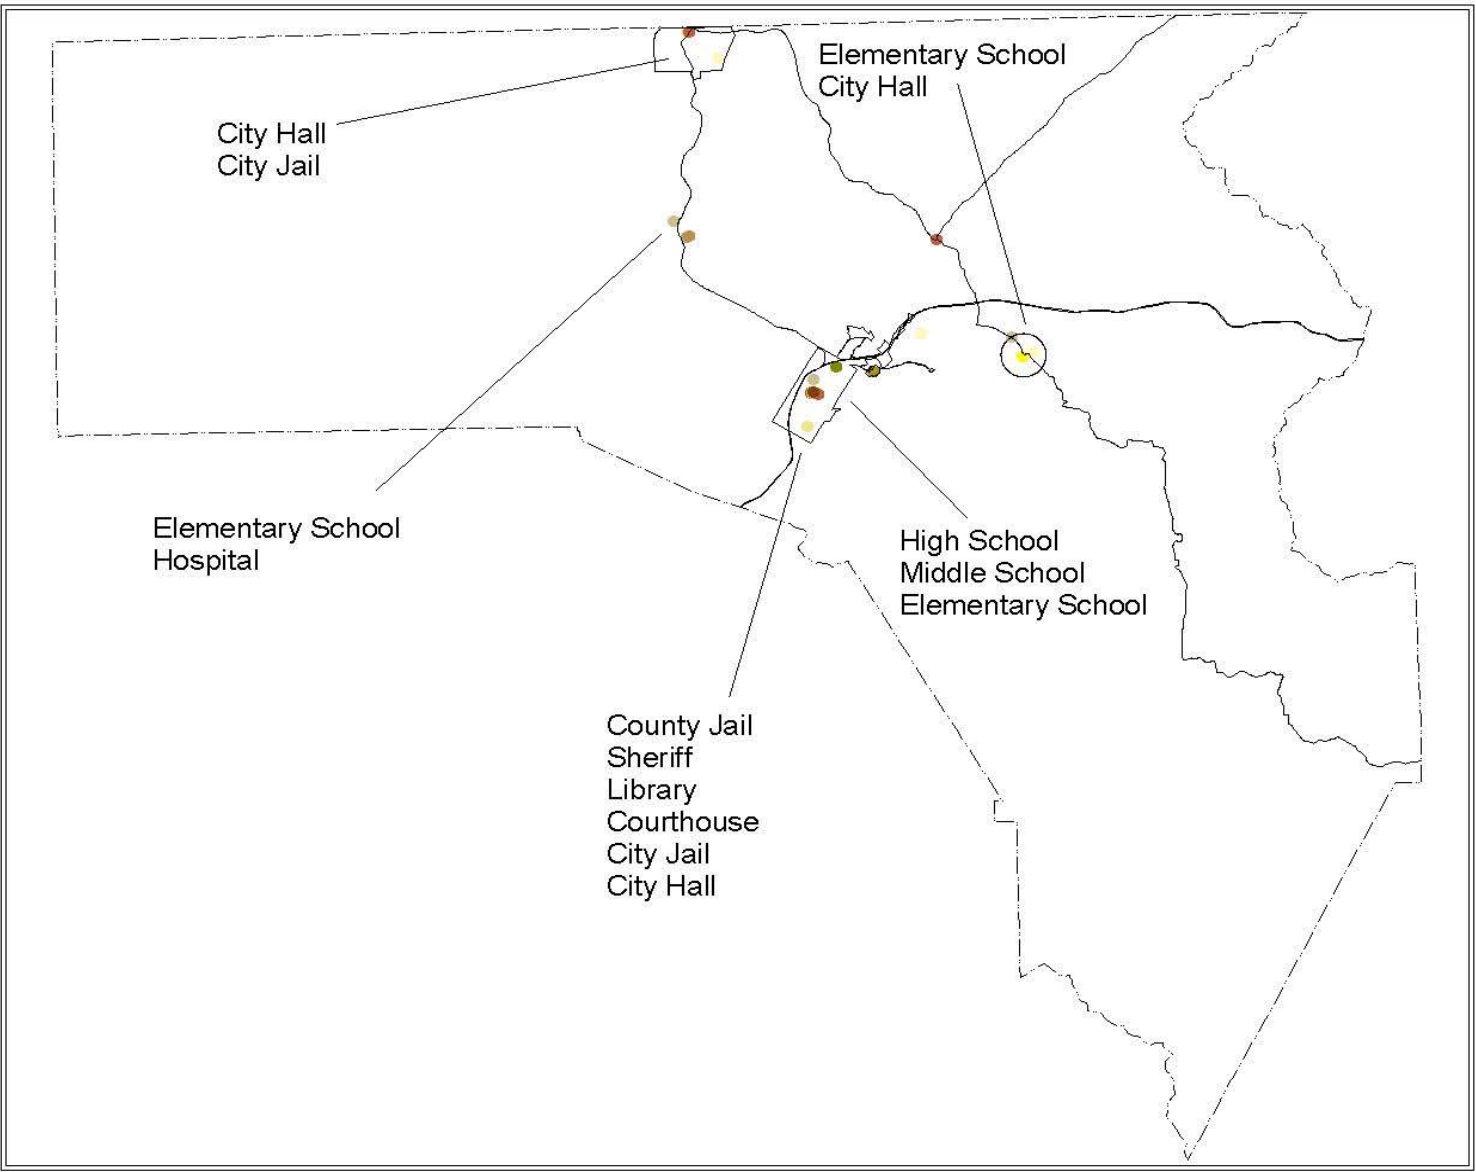 Elementary School
City Hall
City Hall
City Jail
Elementary School
Hospital
High School
Middle School
Elementary School
County Jail
Sheriff
Library
Courthouse
City Jail
City Hall